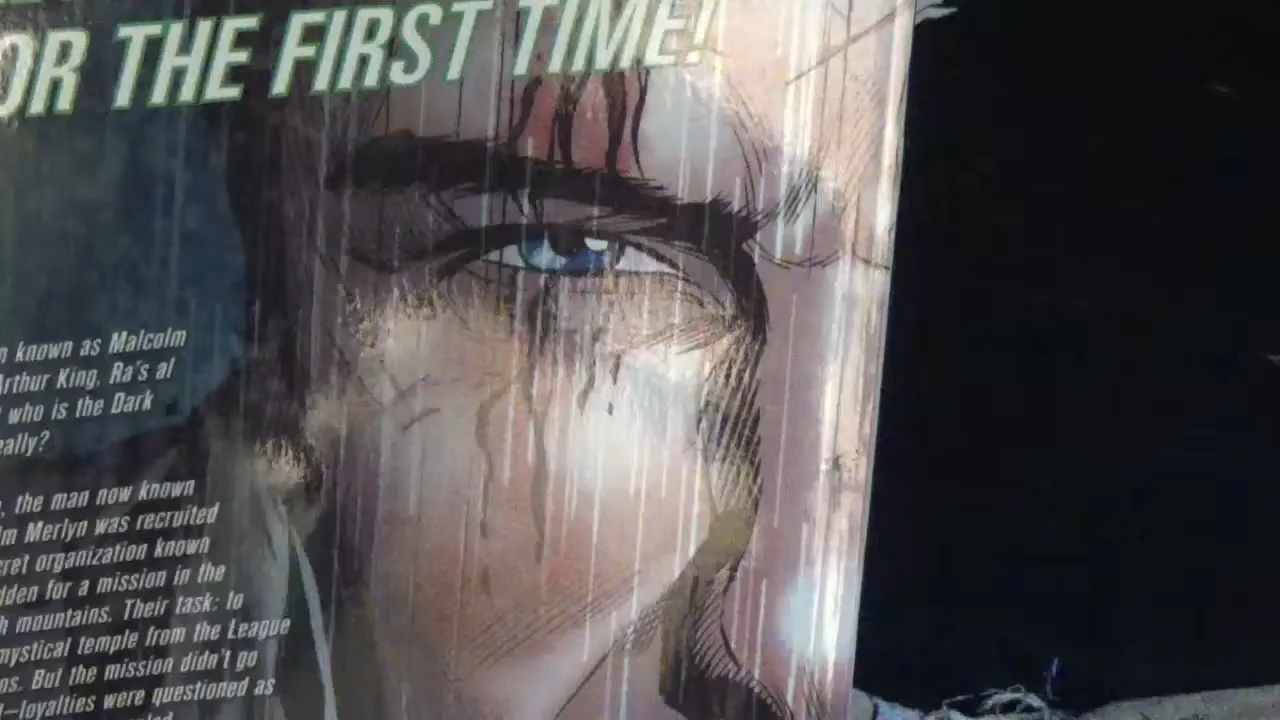 OR THE FIRST TIME!
known as Malcolm
Arthur King, Ra's al
who is the Dark
eally?
, the man now known
m Merlyn was recruited
cret organization known
dden for a mission in the
h mountains. Their task: to
mystical temple from the League
ns. But the mission didn't go
—loyalties were questioned as